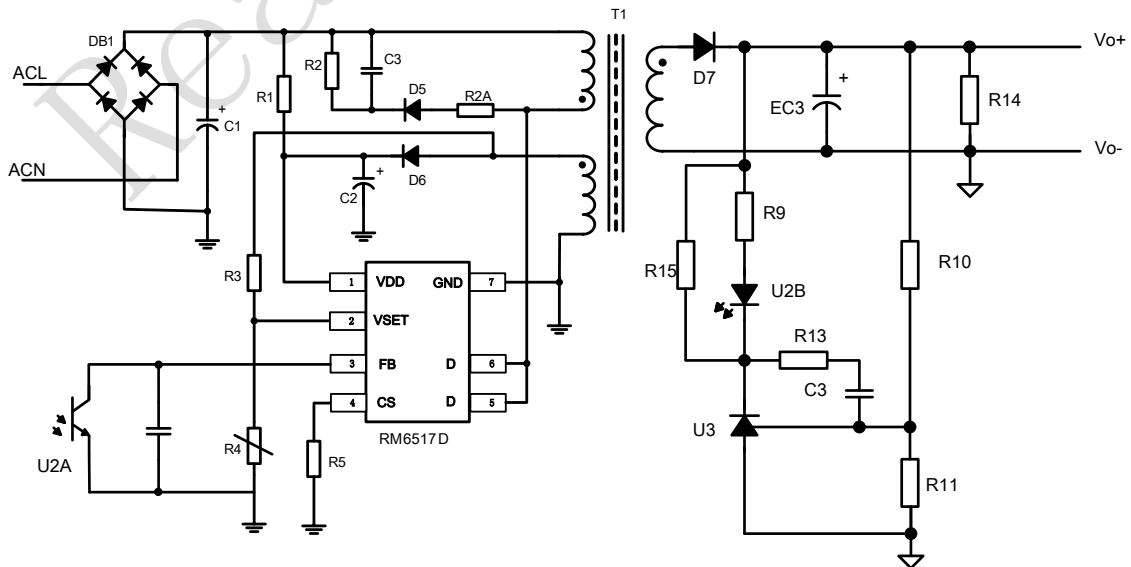 T1
DB1
Vo+
C3
R2
D5
D7
ACL
R1
R2A
EC3
R14
C1
ACN
D6
Vo-
C2
R9
R3
R15
R10
1 VDD GND 7
U2B
2 VSET
R13
3 FB D 6
C3
4 CS D 5
U3
RM6517D
R4
U2A
R5
R11